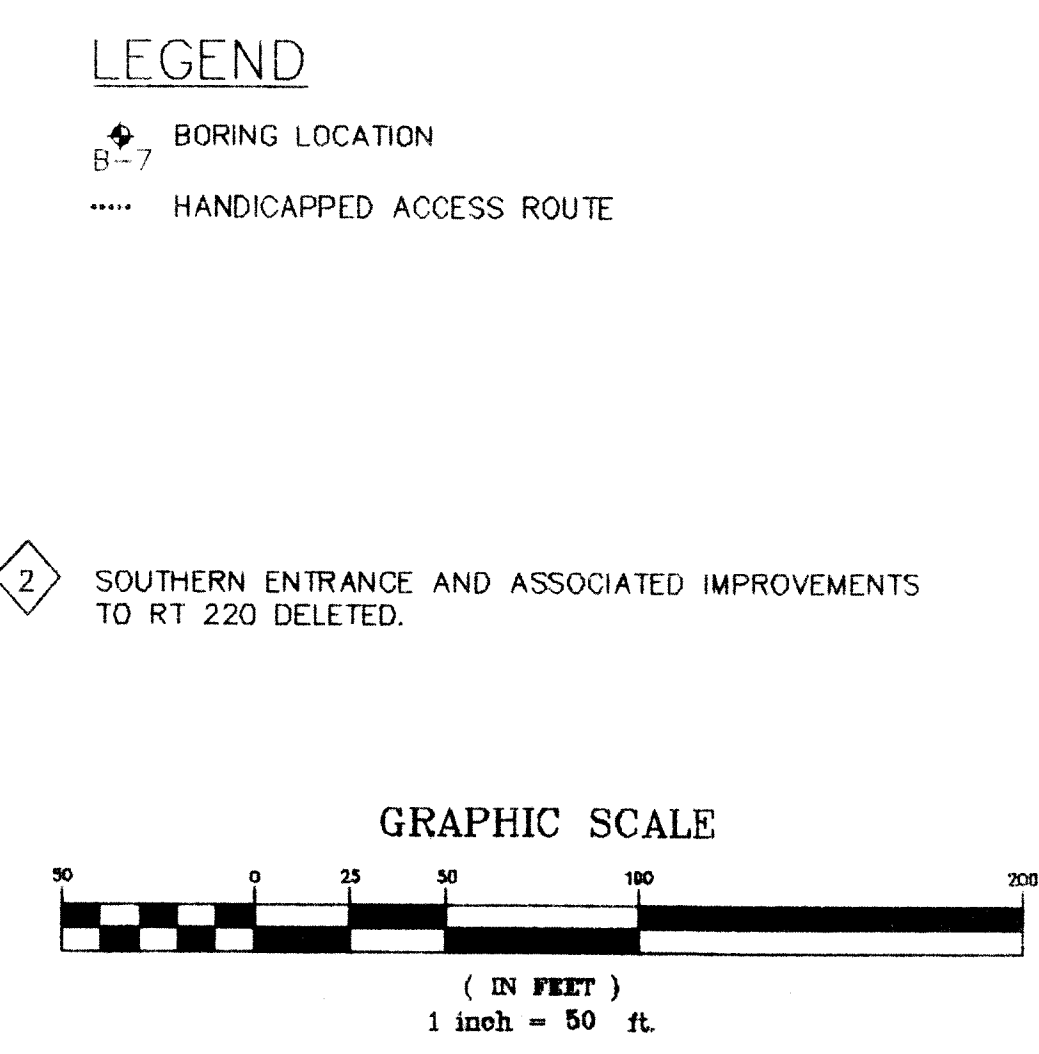 LEGEND
BORING LOCATION
B-7
HANDICAPPED ACCESS ROUTE
2
SOUTHERN ENTRANCE AND ASSOCIATED IMPROVEMENTS
TO RT 220 DELETED.
GRAPHIC SCALE
50 0 25 50 100 200
( IN FEET )
1 inch = 50 ft.